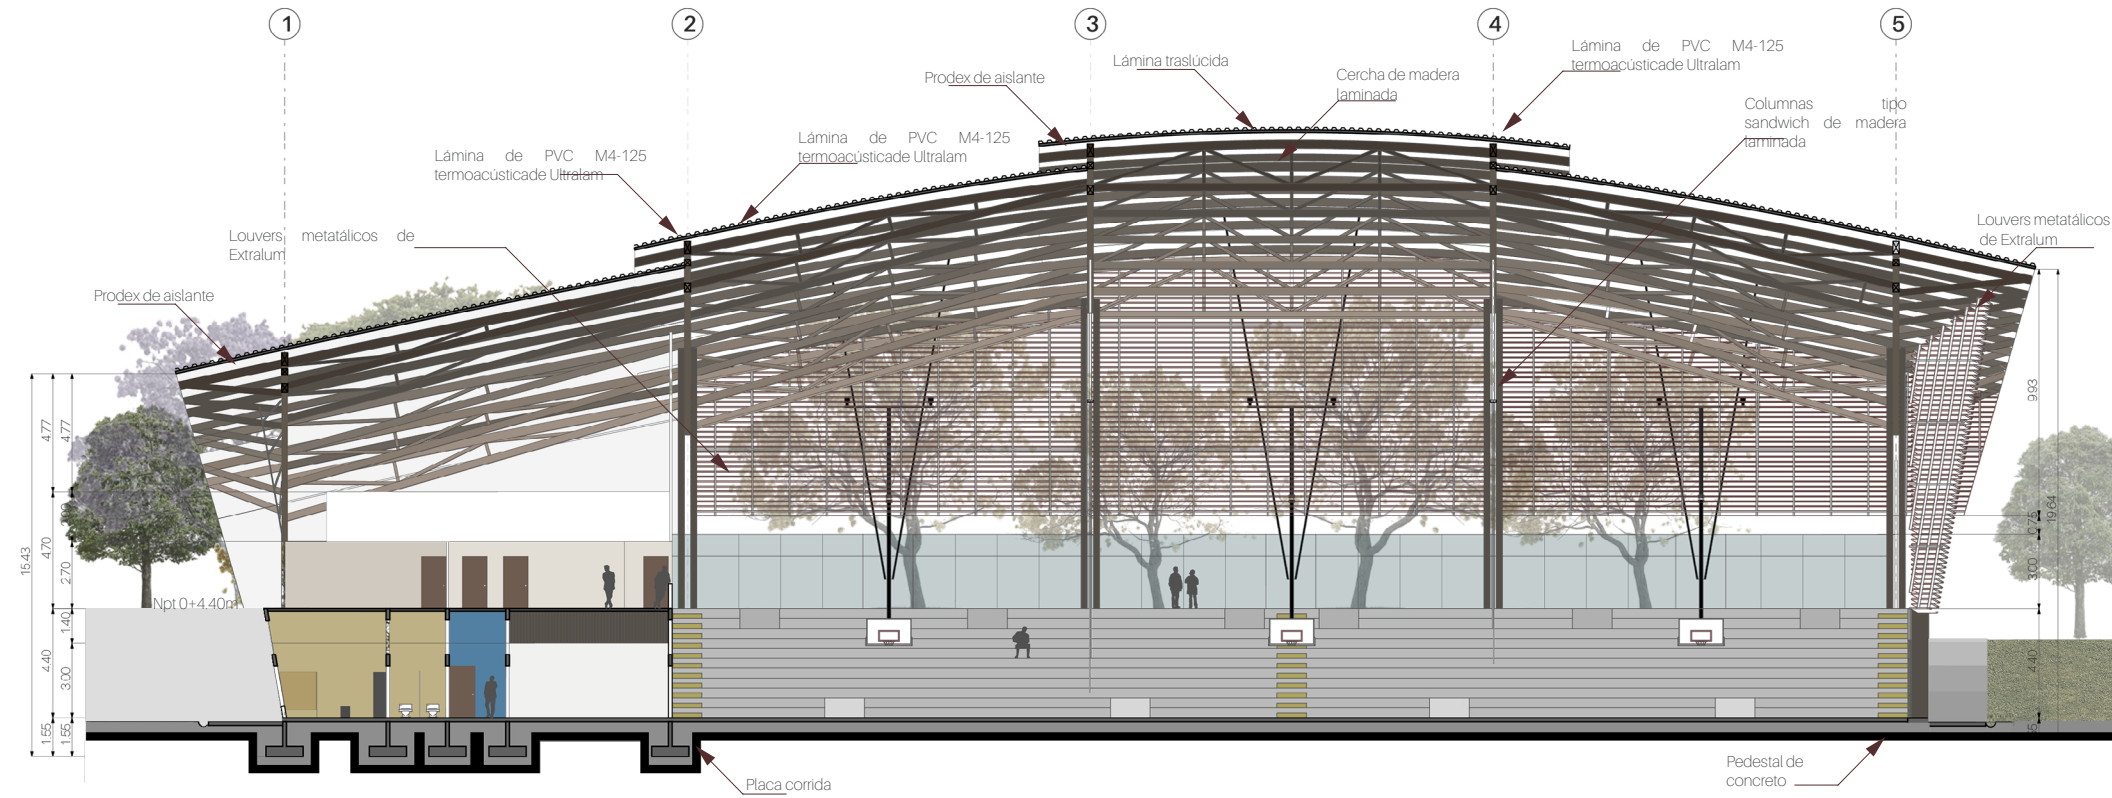 1
2
3
4
5
Lámina de PVC M4-125
termoacústicade Ultralam
Lámina traslúcida
Prodex de aislante
Cercha de madera
laminada
Columnas tipo
sandwich de madera
laminada
Lámina de PVC M4-125
termoacústicade Ultralam
Lámina de PVC M4-125
termoacústicade Ultralam
Louvers metatálicos de
Extralum
Louvers metatálicos
de Extralum
Prodex de aislante
4.77
4.77
9.93
19.64
15.43
4.70
2.70
0.75
3.00
Npt 0+4.40m
1.40
4.40
3.00
4.40
1.55
1.55
Placa corrida
Pedestal de
concreto